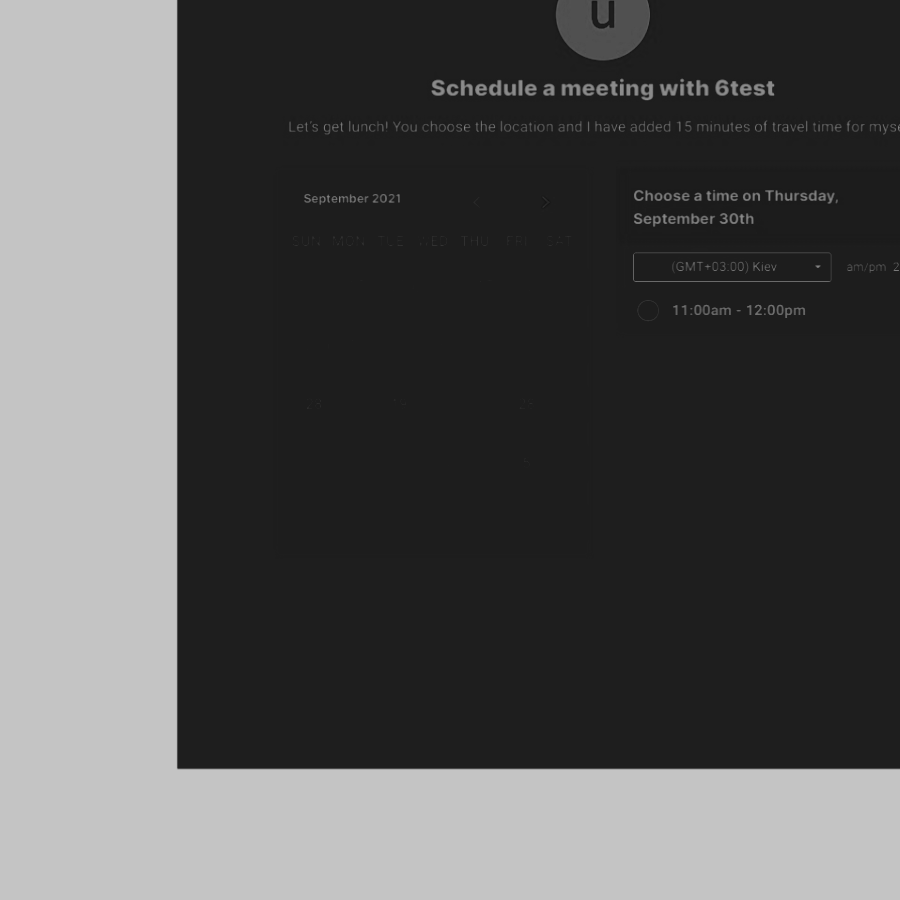 u
Schedule a meeting with 6test
Let's get lunch! You choose the location and I have added 15 minutes of travel time for
September 2021
Choose a time on Thursday,
September 30th
SUN MON TUE WED THU FRI SAT
(GMT+03:00) Kiev
am/pm
11:00am - 12:00pm